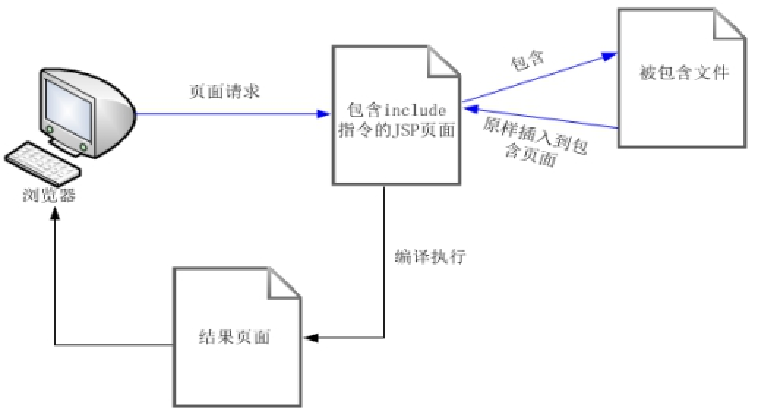 页面请求
包含include
指令的JSP页面
包含
被包含文件
原样插入到包
含页面
浏览器
编译执行
结果页面